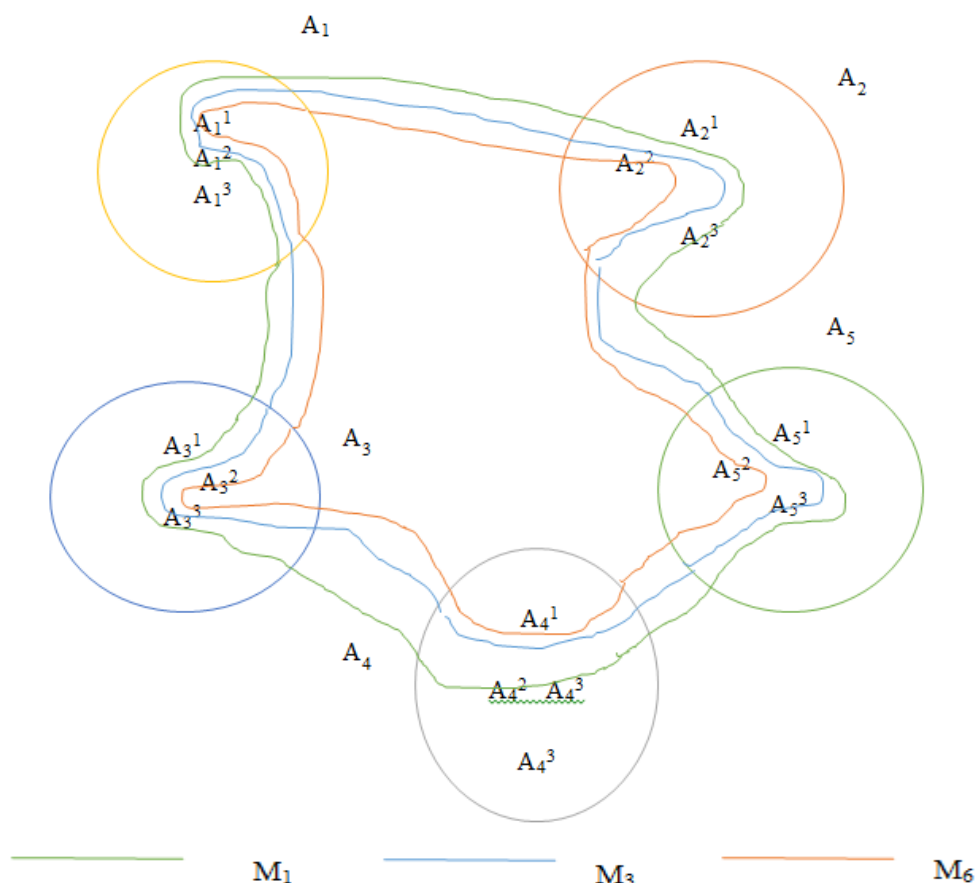 A₁
A₂
A₁¹
A₂¹
A₁²
A₂²
A₁³
A₂³
A₅
A₃¹
A₃
A₅¹
A₃²
A₅²
A₃³
A₅³
A₄¹
A₄
A₄² A₄³
A₄³
M₁ M₃ M₆